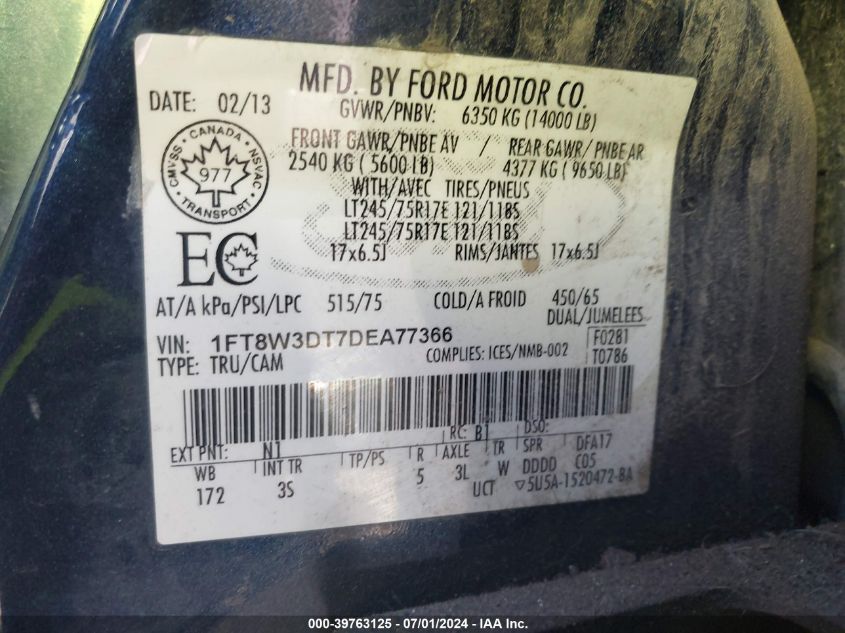 MFD. BY FORD MOTOR CO.
DATE: 02/13
GVWR/PNBV: 6350 KG (14000 LB)
FRONT GAWR/PNBE AV / REAR GAWR/PNBE AR
2540 KG ( 5600 LB) 4377 KG ( 9650 LB)
WITH/AVEC TIRES/PNEUS
LT245/75R17E 121/118S
LT245/75R17E 121/118S
17x6.5J RIMS/JANTES 17x6.5J
CANADA
CMVSS NSVAC
977
TRANSPORT
EC
AT/A kPa/PSI/LPC 515/75 COLD/A FROID 450/65
DUAL/JUMELEES
VIN: 1FT8W3DT7DEA77366
F0281
TYPE: TRU/CAM COMPLIES: ICES/NMB-002 T0786
EXT PNT: N1 RC: B1 DSO:
WB INT TR TP/PS R AXLE TR SPR DFA17
172 3S 5 3L W DDDD C05
UCT ▽5U5A-1520472-BA
000-39763125 - 07/01/2024 - IAA Inc.